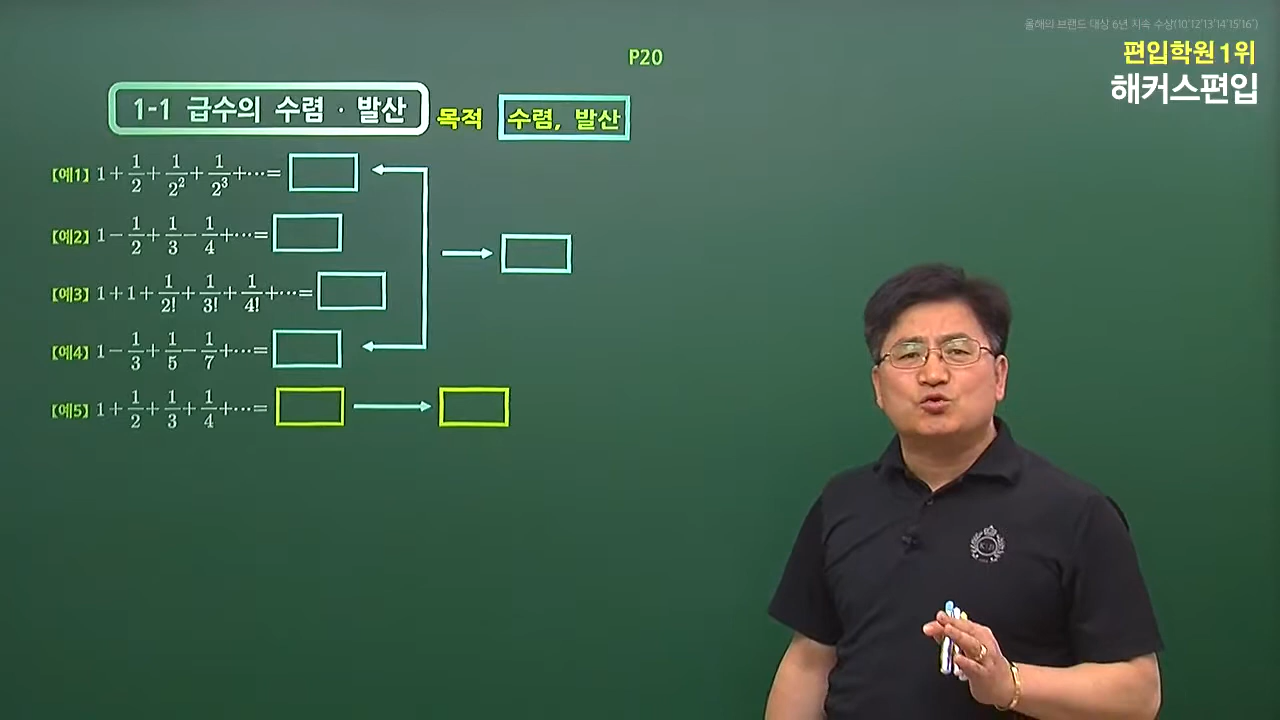 올해의 브랜드 대상 6년 지속 수상('10'12'13'14'15'16')
편입학원 1위
해커스편입
P20
1-1 급수의 수렴 · 발산 목적 수렴, 발산
【예1】 1+1/2+1/2²+1/2³+⋯=
【예2】 1−1/2+1/3−1/4+⋯=
【예3】 1+1+1/2!+1/3!+1/4!+⋯=
【예4】 1−1/3+1/5−1/7+⋯=
【예5】 1+1/2+1/3+1/4+⋯=